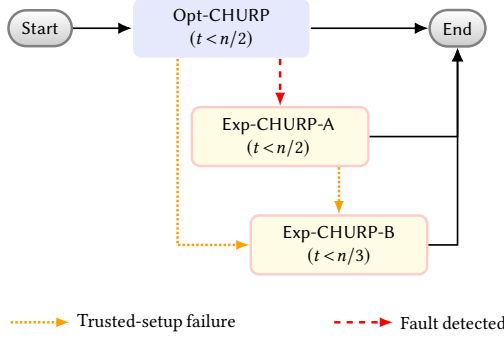 Start
Opt-CHURP
(t < n/2)
End
Exp-CHURP-A
(t < n/2)
Exp-CHURP-B
(t < n/3)
Trusted-setup failure
Fault detected